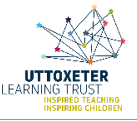 UTTOXETER
LEARNING TRUST
INSPIRED TEACHING
INSPIRING CHILDREN